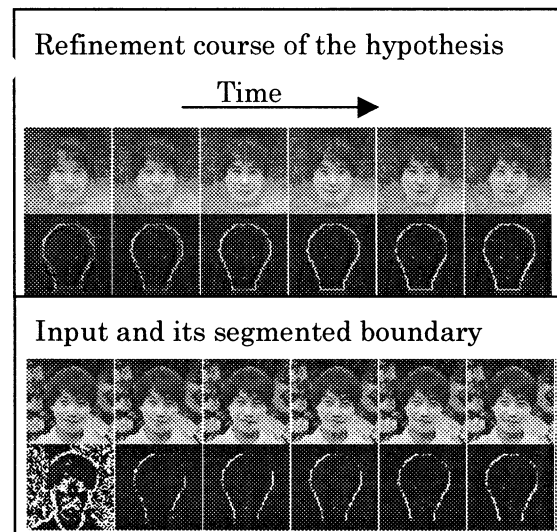 Refinement course of the hypothesis
Time
Input and its segmented boundary